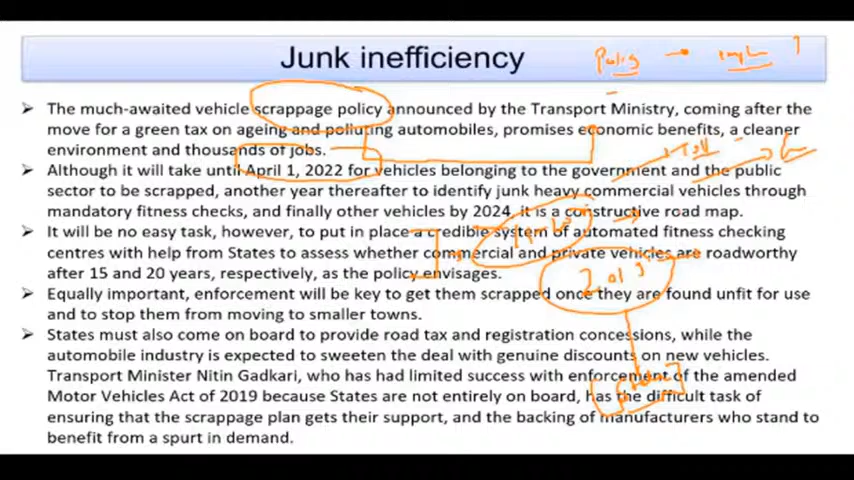 Junk inefficiency
The much-awaited vehicle scrappage policy announced by the Transport Ministry, coming after the
move for a green tax on ageing and polluting automobiles, promises economic benefits, a cleaner
environment and thousands of jobs.
Although it will take until April 1, 2022 for vehicles belonging to the government and the public
sector to be scrapped, another year thereafter to identify junk heavy commercial vehicles through
mandatory fitness checks, and finally other vehicles by 2024, it is a constructive road map.
It will be no easy task, however, to put in place a credible system of automated fitness checking
centres with help from States to assess whether commercial and private vehicles are roadworthy
after 15 and 20 years, respectively, as the policy envisages.
Equally important, enforcement will be key to get them scrapped once they are found unfit for use
and to stop them from moving to smaller towns.
States must also come on board to provide road tax and registration concessions, while the
automobile industry is expected to sweeten the deal with genuine discounts on new vehicles.
Transport Minister Nitin Gadkari, who has had limited success with enforcement of the amended
Motor Vehicles Act of 2019 because States are not entirely on board, has the difficult task of
ensuring that the scrappage plan gets their support, and the backing of manufacturers who stand to
benefit from a spurt in demand.